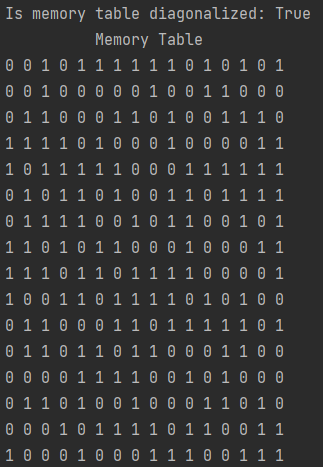 Is memory table diagonalized: True
Memory Table
0 0 1 0 1 1 1 1 1 1 0 1 0 1 0 1
0 0 1 0 0 0 0 0 1 0 0 1 1 0 0 0
0 1 1 0 0 0 1 1 0 1 0 0 1 1 1 0
1 1 1 1 0 1 0 0 0 1 0 0 0 0 1 1
1 0 1 1 1 1 1 0 0 0 1 1 1 1 1 1
0 1 0 1 1 0 1 0 0 1 1 0 1 1 1 1
0 1 1 1 1 0 0 1 0 1 1 0 0 1 0 1
1 1 0 1 0 1 1 0 0 0 1 0 0 0 1 1
1 1 1 0 1 1 0 1 1 1 1 0 0 0 0 1
1 0 0 1 1 0 1 1 1 1 0 1 0 1 0 0
0 1 1 0 0 0 1 1 0 1 1 1 1 1 0 1
0 1 1 0 1 1 0 1 1 0 0 0 1 1 0 0
0 0 0 0 1 1 1 1 0 0 1 0 1 0 0 0
0 1 1 0 1 0 0 1 0 0 0 1 1 0 1 0
0 0 0 1 0 1 1 1 1 0 1 1 0 0 1 1
1 0 0 0 1 0 0 0 1 1 1 0 0 1 1 1